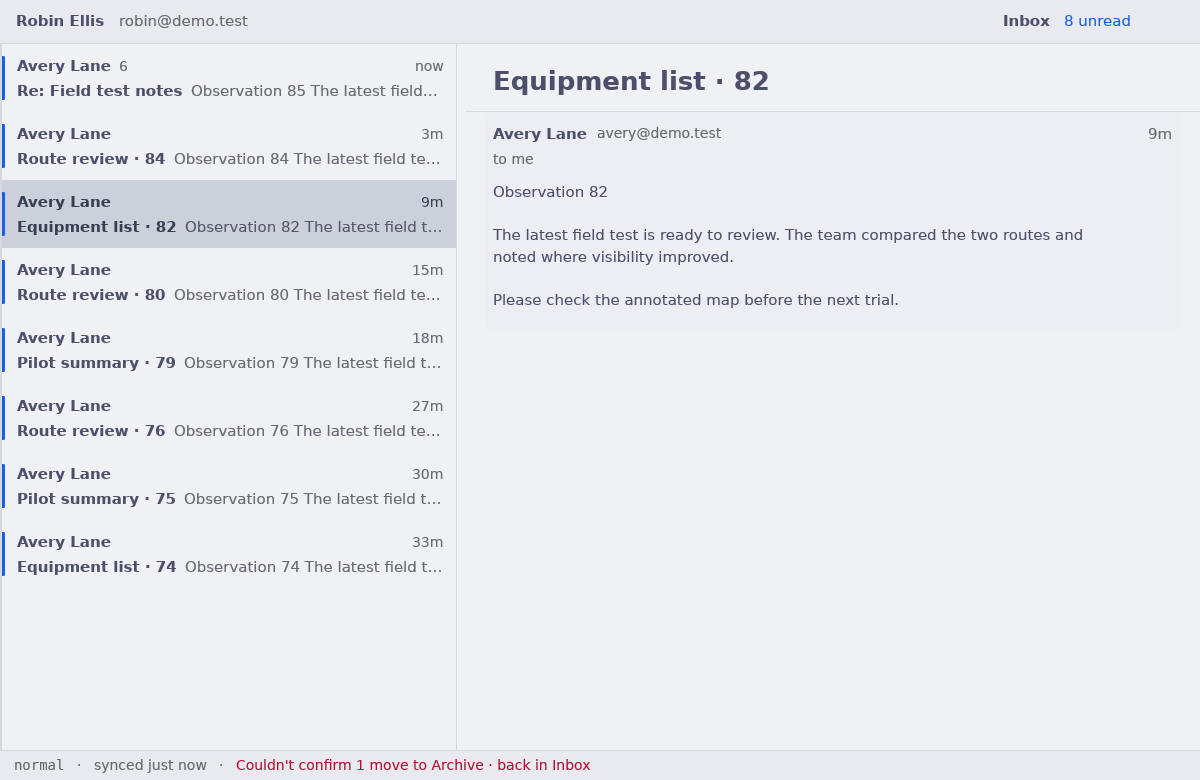 Robin Ellis robin@demo.test Inbox 8 unread
Avery Lane 6 now
Re: Field test notes Observation 85 The latest field…
Avery Lane 3m
Route review · 84 Observation 84 The latest field te…
Avery Lane 9m
Equipment list · 82 Observation 82 The latest field t…
Avery Lane 15m
Route review · 80 Observation 80 The latest field te…
Avery Lane 18m
Pilot summary · 79 Observation 79 The latest field t…
Avery Lane 27m
Route review · 76 Observation 76 The latest field te…
Avery Lane 30m
Pilot summary · 75 Observation 75 The latest field t…
Avery Lane 33m
Equipment list · 74 Observation 74 The latest field t…
Equipment list · 82
Avery Lane avery@demo.test 9m
to me
Observation 82
The latest field test is ready to review. The team compared the two routes and
noted where visibility improved.
Please check the annotated map before the next trial.
normal · synced just now · Couldn't confirm 1 move to Archive · back in Inbox